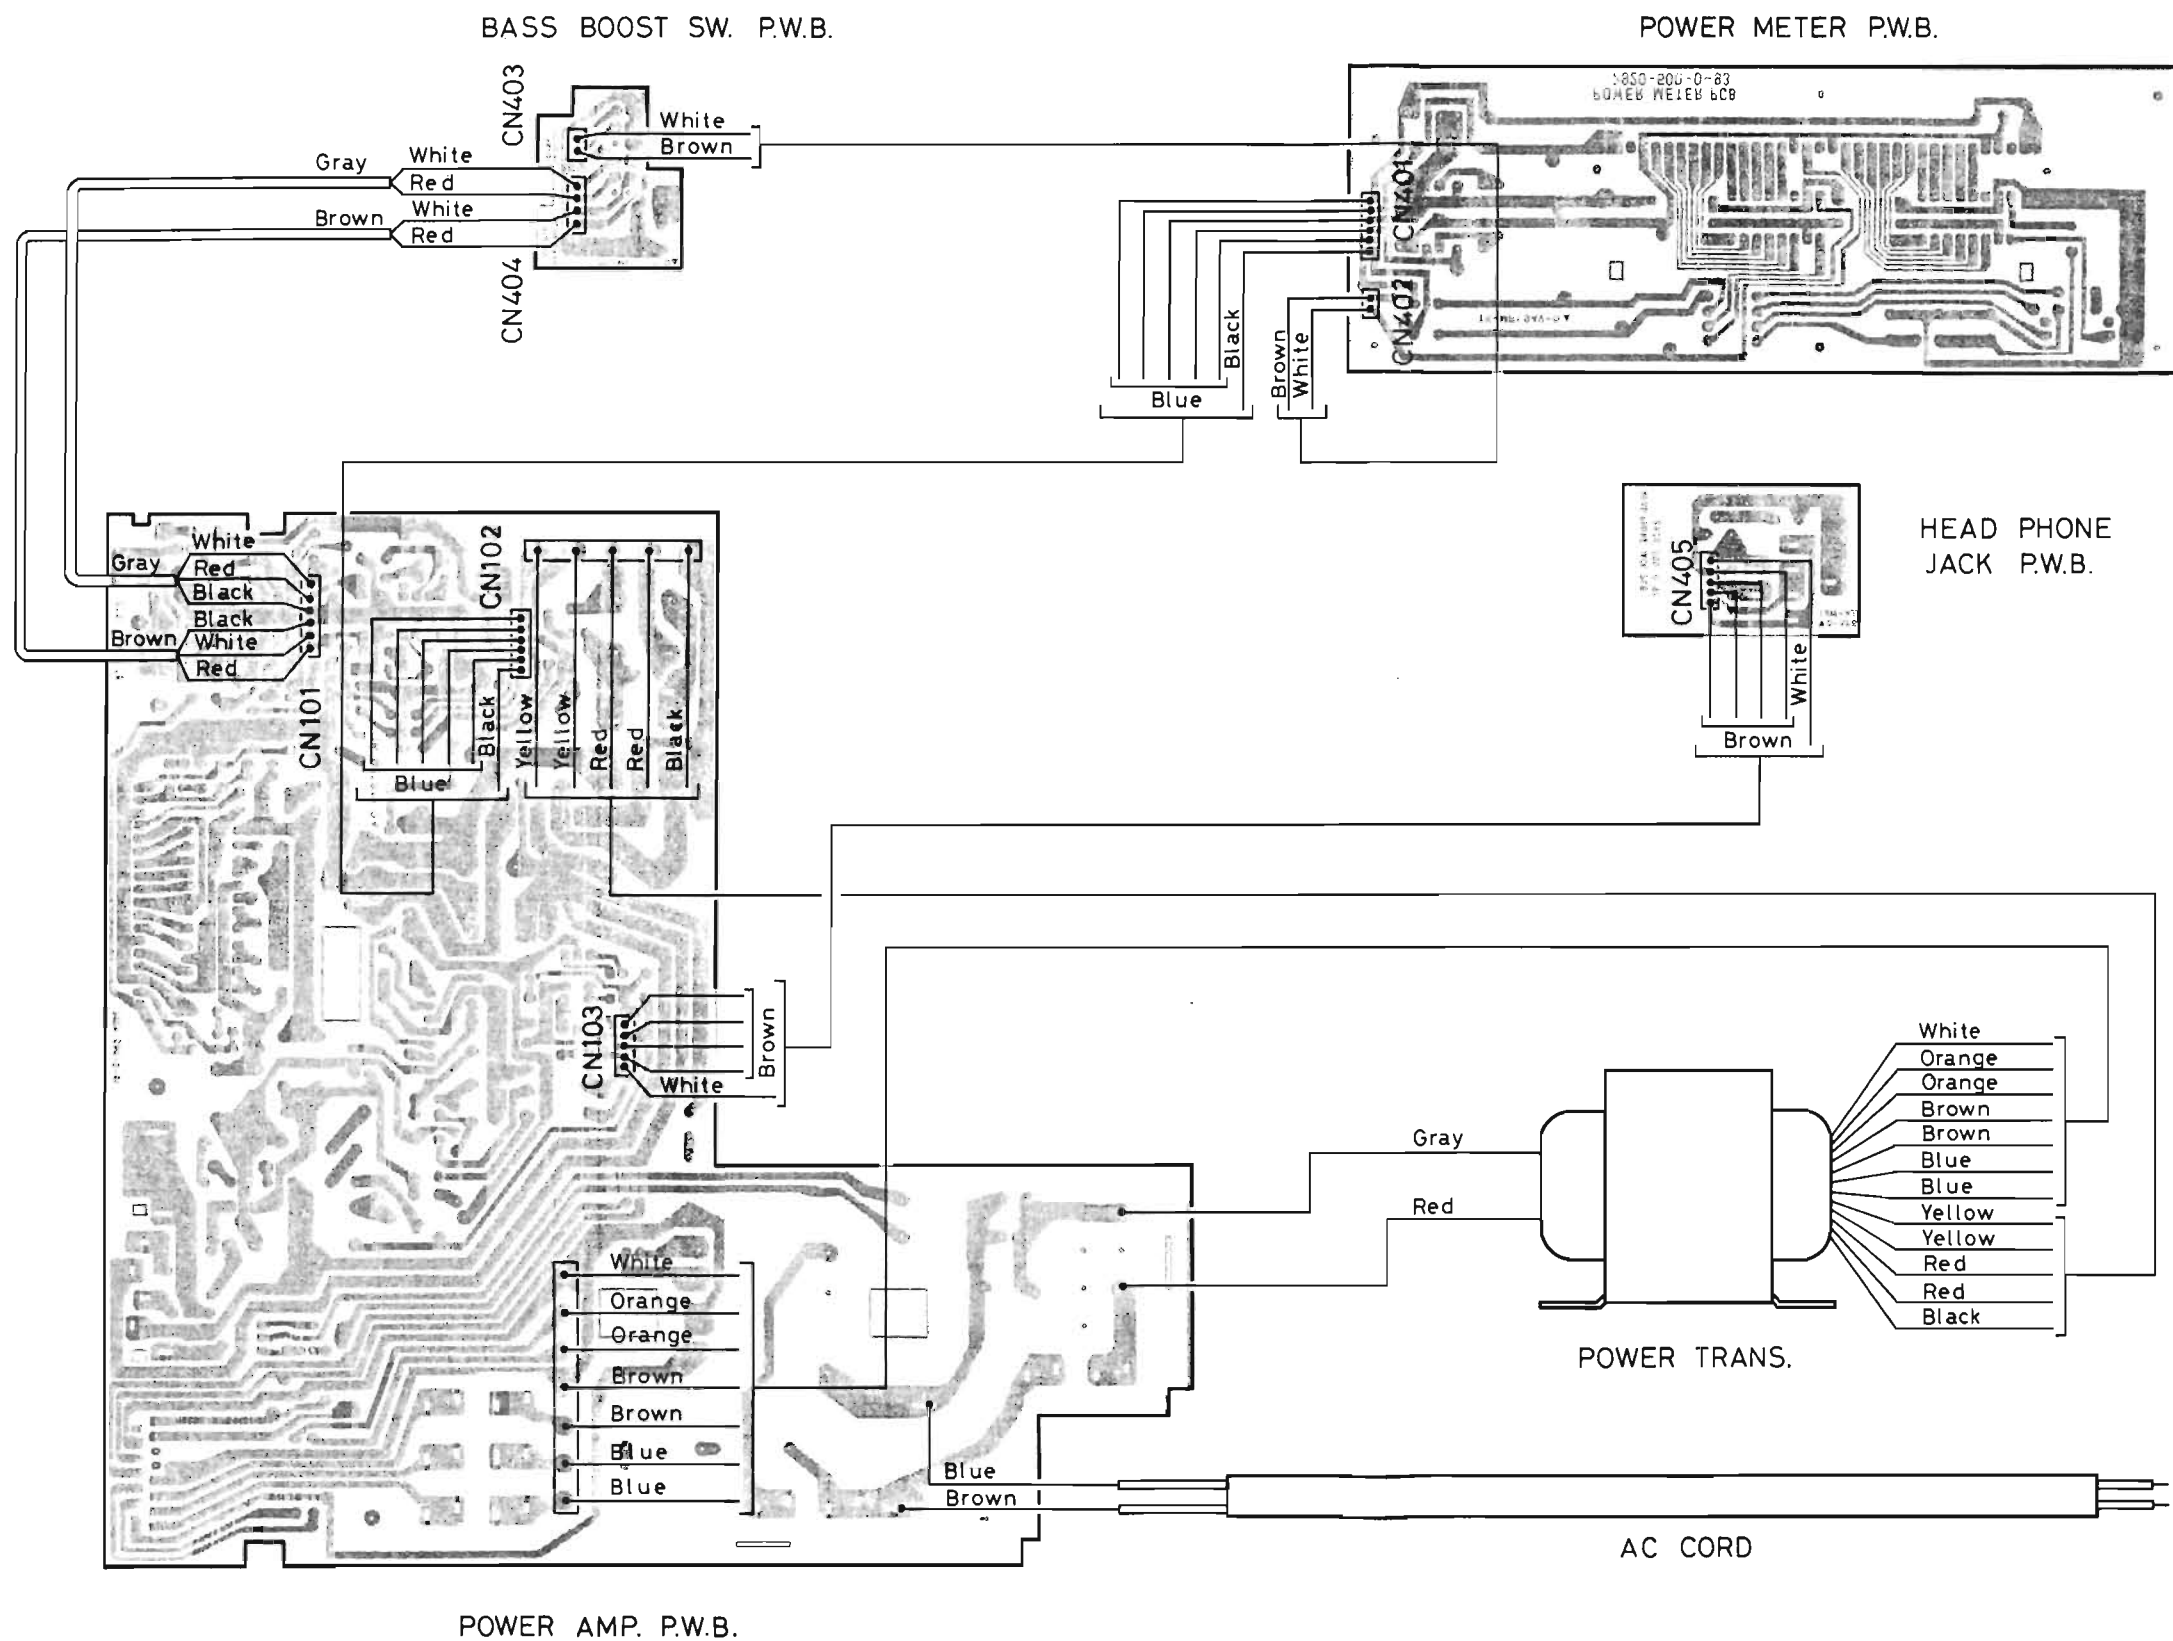 BASS BOOST SW. P.W.B.
POWER METER P.W.B.
CN403
White
Brown
Gray
White
Red
Brown
White
Red
CN404
POWER METER PCB
CN401
CN402
Black
Blue
Brown
White
HEAD PHONE
JACK P.W.B.
CN405
White
Brown
White
Gray
Red
Black
Black
Brown
White
Red
CN101
CN102
Black
Blue
Yellow
Yellow
Red
Red
Black
CN103
Brown
White
White
Orange
Orange
Brown
Brown
Blue
Blue
Gray
Red
White
Orange
Orange
Brown
Brown
Blue
Blue
Yellow
Yellow
Red
Red
Black
POWER TRANS.
Blue
Brown
AC CORD
POWER AMP. P.W.B.